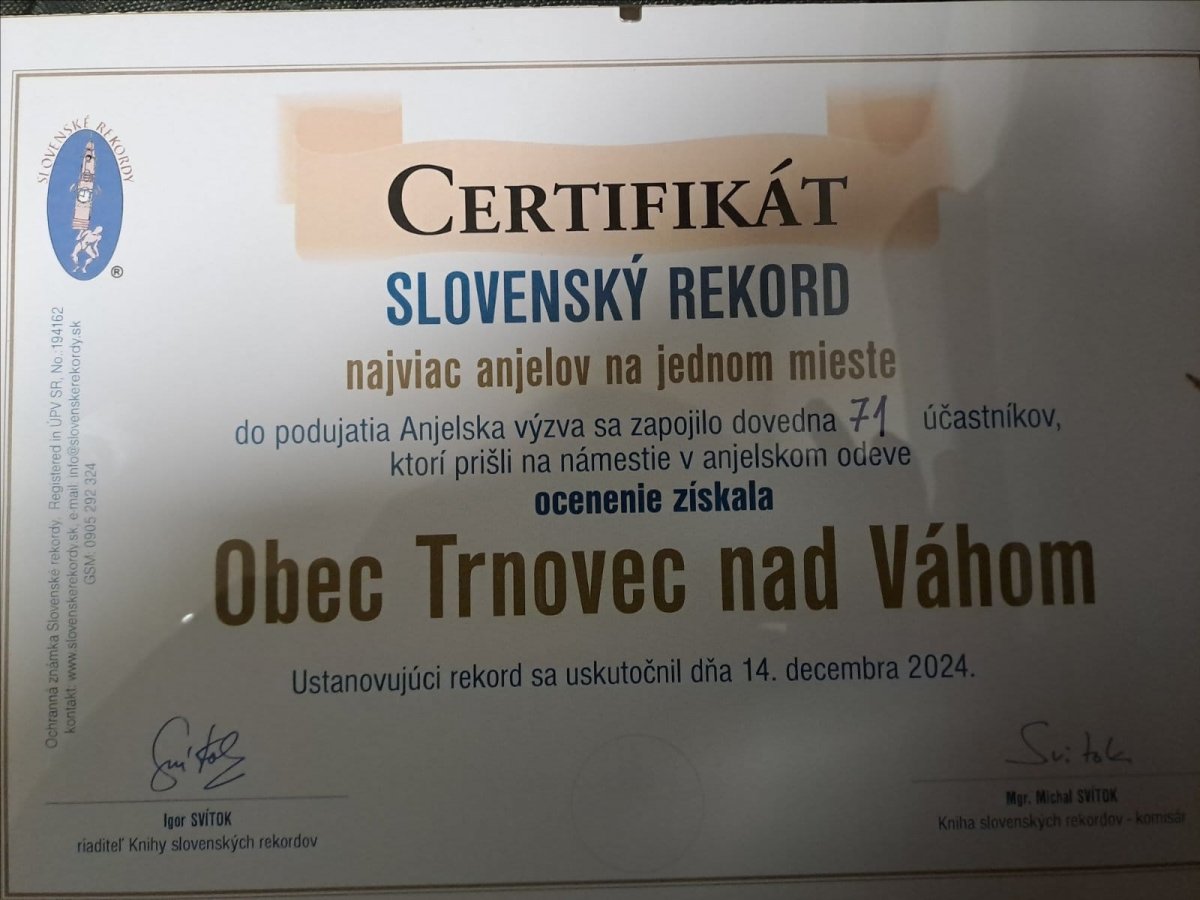 SLOVENSKÉ REKORDY
®
CERTIFIKÁT
SLOVENSKÝ REKORD
najviac anjelov na jednom mieste
do podujatia Anjelska výzva sa zapojilo dovedna 71 účastníkov,
ktorí prišli na námestie v anjelskom odeve
ocenenie získala
Obec Trnovec nad Váhom
Ustanovujúci rekord sa uskutočnil dňa 14. decembra 2024.
Ochranná známka Slovenské rekordy, Registered in ÚPV SR, No.:194162
kontakt: www.slovenskerekordy.sk, e-mail: info@slovenskerekordy.sk
GSM: 0905 292 324
Svítok
Igor SVÍTOK
riaditeľ Knihy slovenských rekordov
Svitok
Mgr. Michal SVÍTOK
Kniha slovenských rekordov - komisár